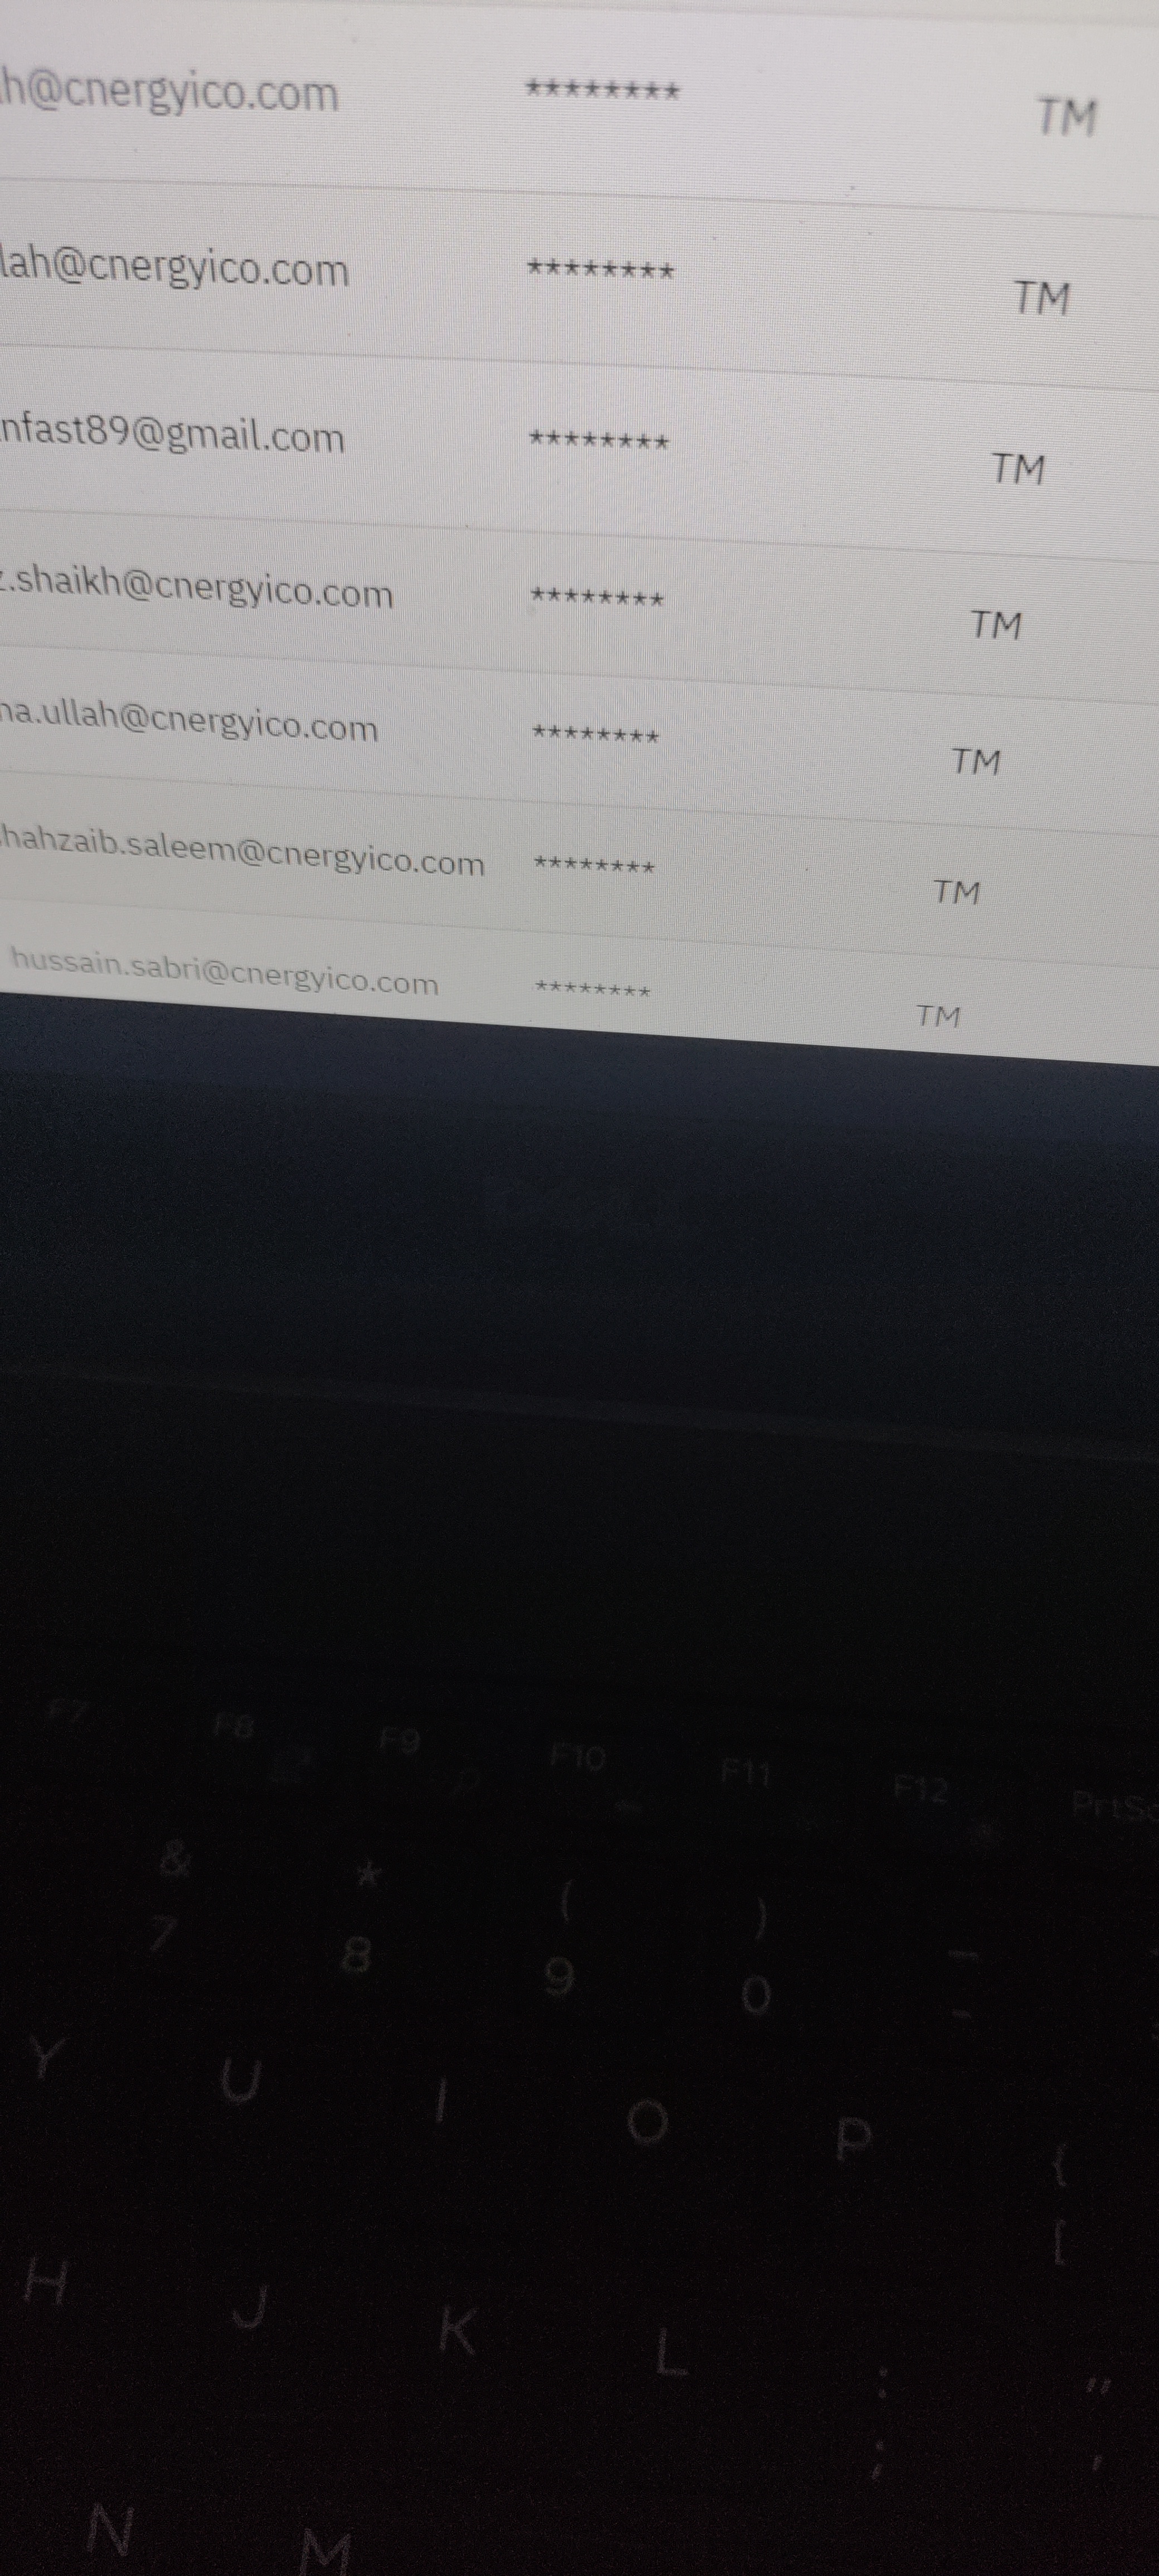 h@cnergyico.com ******** TM
lah@cnergyico.com ******** TM
nfast89@gmail.com ******** TM
z.shaikh@cnergyico.com ******** TM
na.ullah@cnergyico.com ******** TM
hahzaib.saleem@cnergyico.com ******** TM
hussain.sabri@cnergyico.com ******** TM
F7 F8 F9 F10 F11 F12 PrtSc
& * ( ) _
7 8 9 0 -
Y U I O P {
[
H J K L : "
; '
N M